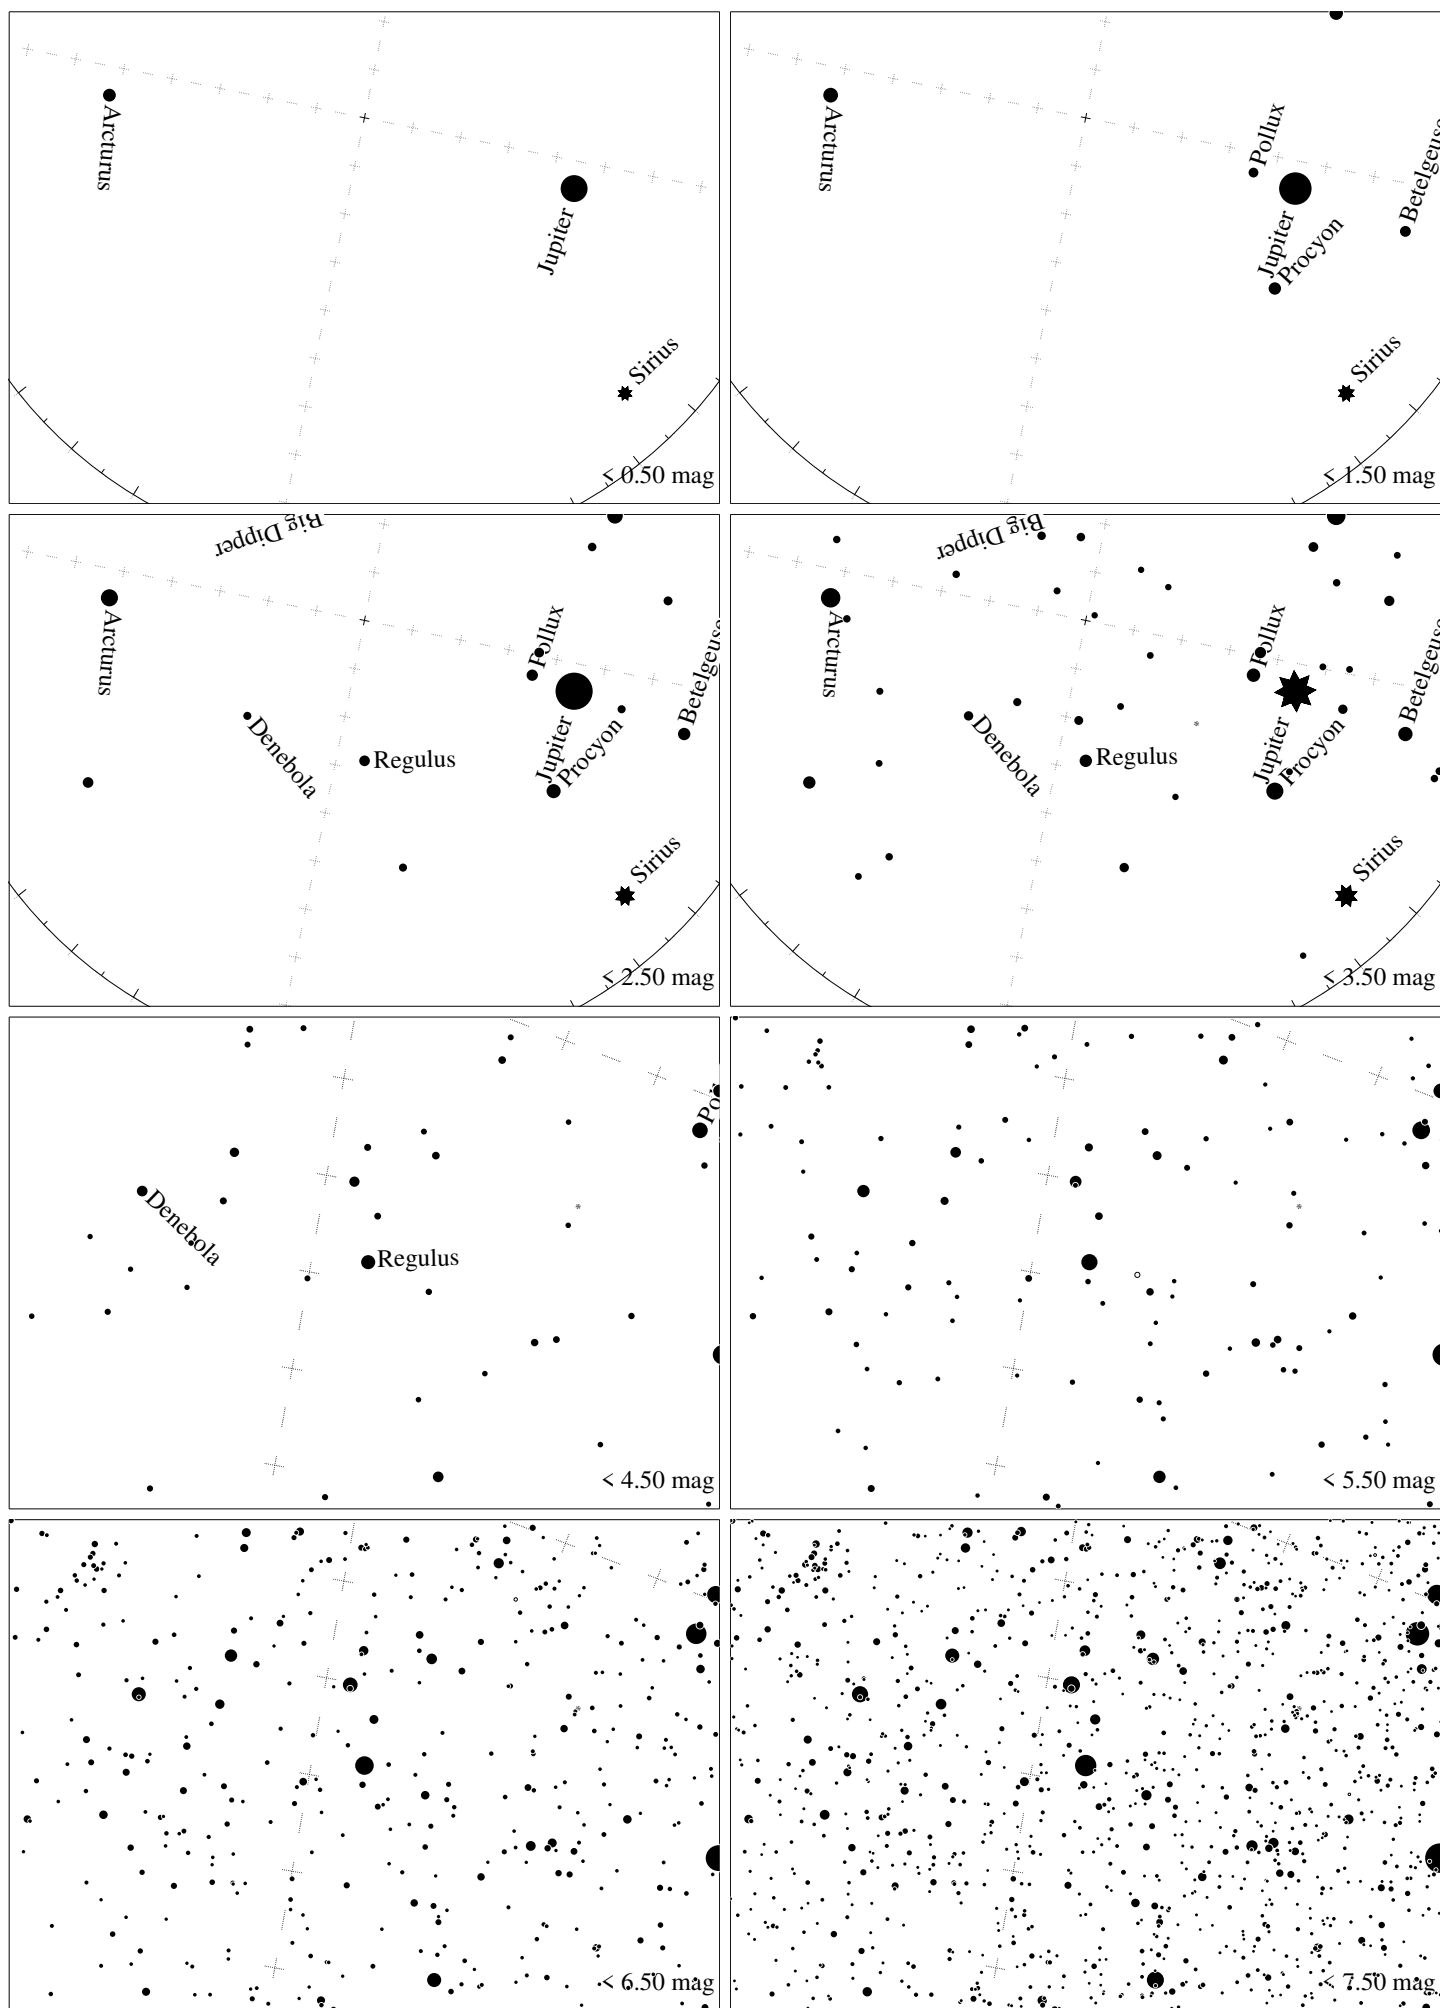 Arcturus
Jupiter
Sirius
< 0.50 mag
Arcturus
Pollux
Betelgeuse
Jupiter
Procyon
Sirius
< 1.50 mag
Big Dipper
Arcturus
Pollux
Betelgeuse
Denebola
Regulus
Jupiter
Procyon
Sirius
< 2.50 mag
Big Dipper
Arcturus
Pollux
Betelgeuse
Denebola
Regulus
Jupiter
Procyon
Sirius
< 3.50 mag
Po
Denebola
Regulus
< 4.50 mag
< 5.50 mag
< 6.50 mag
< 7.50 mag